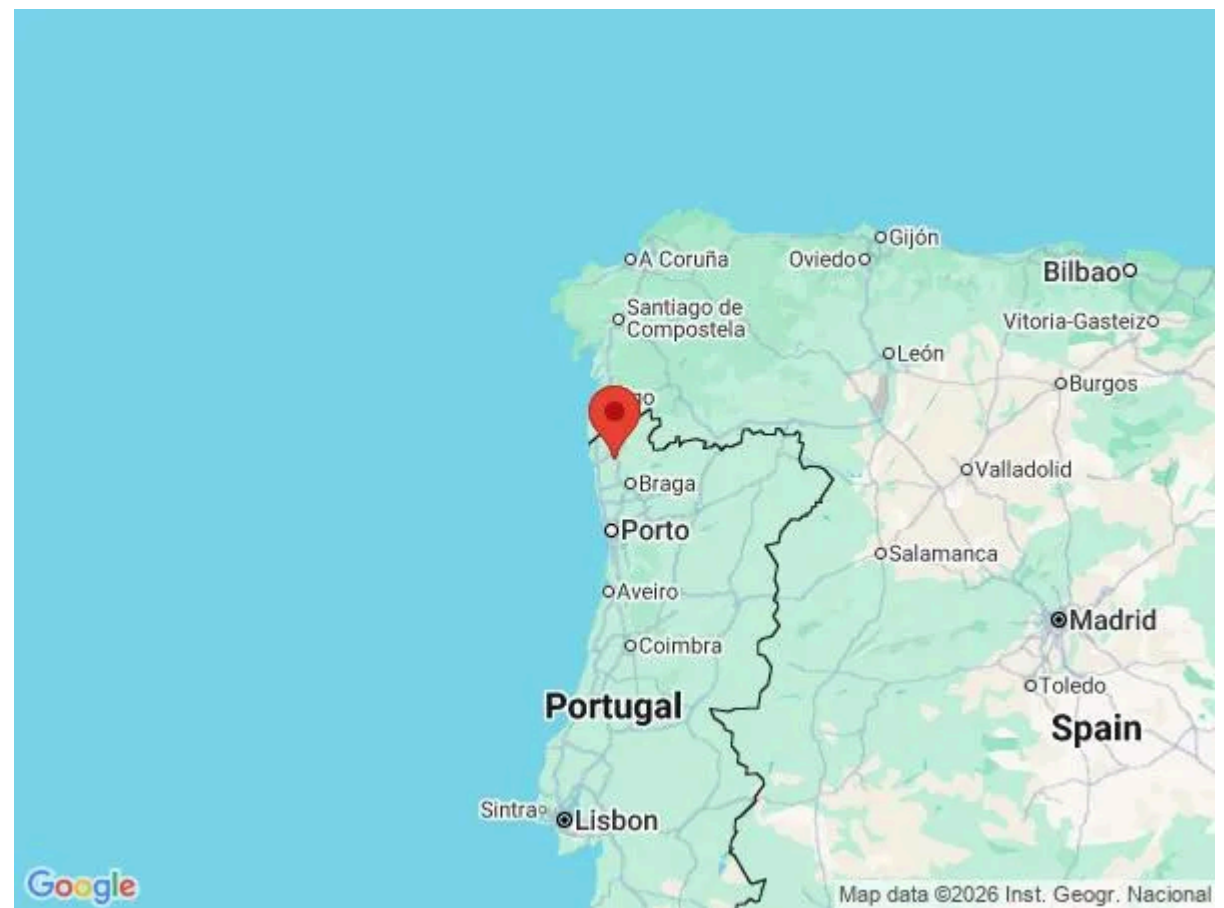 Gijón
A Coruña
Oviedo
Bilbao
Santiago de
Compostela
Vitoria-Gasteiz
León
Burgos
Valladolid
Braga
Porto
Salamanca
Aveiro
Madrid
Coimbra
Toledo
Portugal
Spain
Sintra
Lisbon
Google
Map data ©2026 Inst. Geogr. Nacional